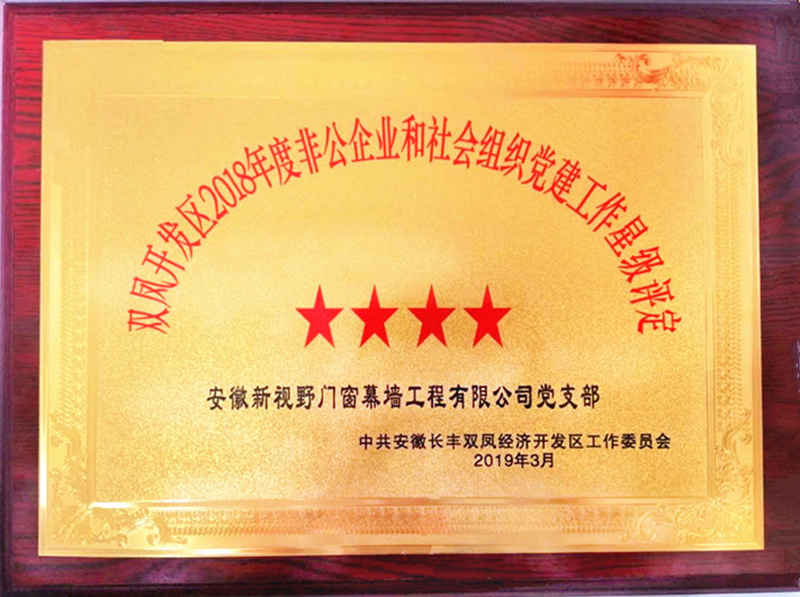 双凤开发区2018年度非公企业和社会组织党建工作星级评定
安徽新视野门窗幕墙工程有限公司党支部
中共安徽长丰双凤经济开发区工作委员会
2019年3月